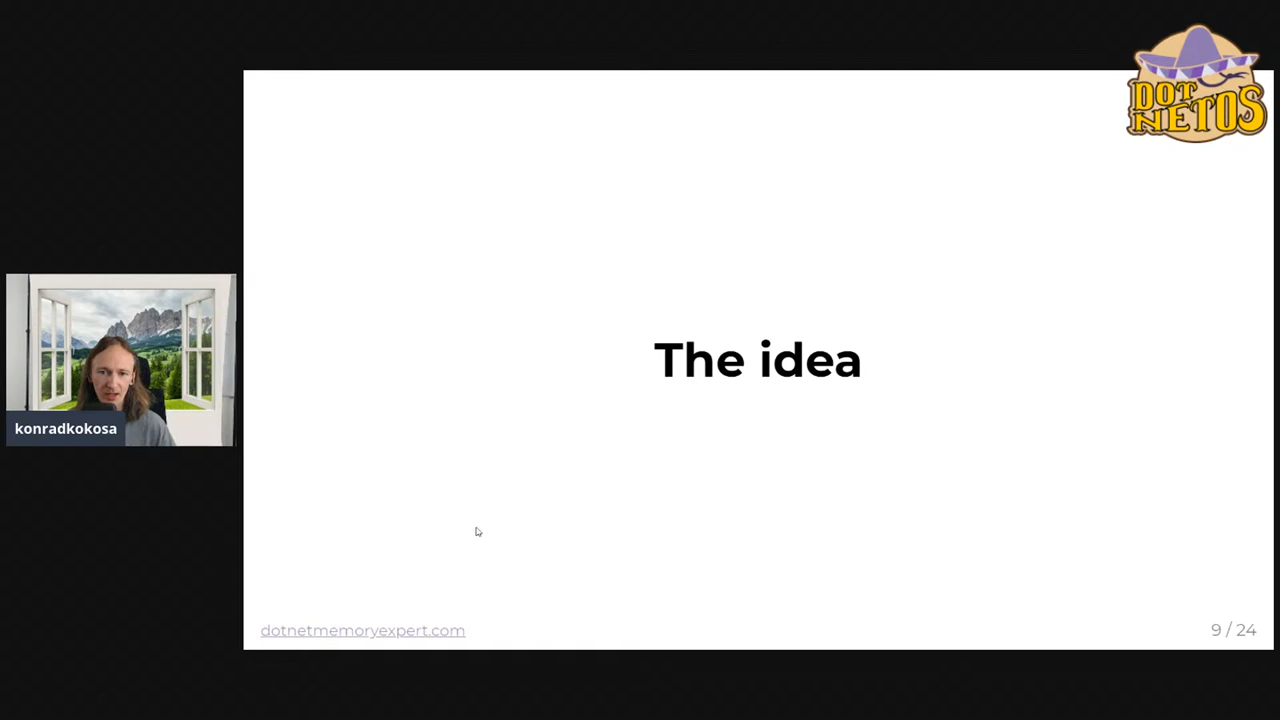 DOT
NETOS
The idea
konradkokosa
dotnetmemoryexpert.com
9 / 24